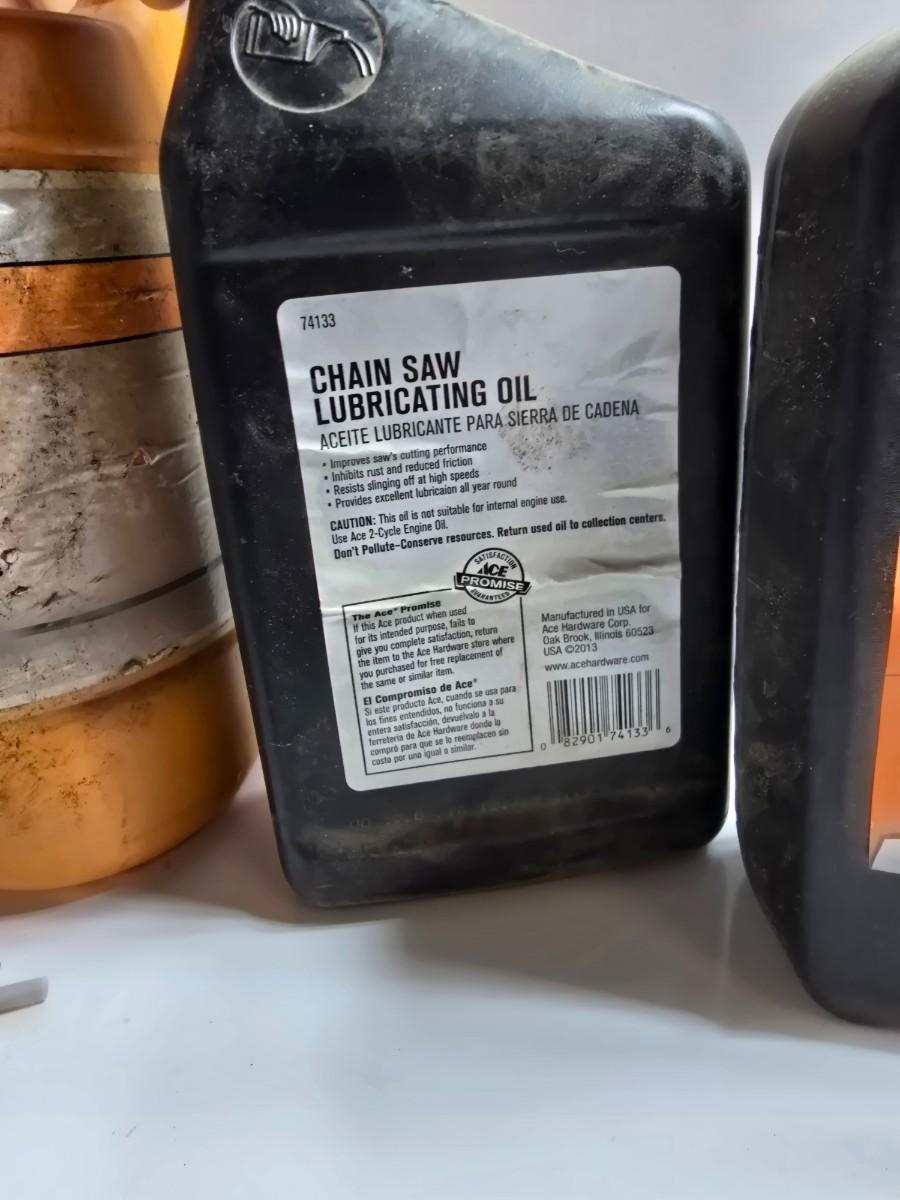 74133
CHAIN SAW
LUBRICATING OIL
ACEITE LUBRICANTE PARA SIERRA DE CADENA
• Improves saw's cutting performance
• Inhibits rust and reduced friction
• Resists slinging off at high speeds
• Provides excellent lubricaion all year round
CAUTION: This oil is not suitable for internal engine use.
Use Ace 2-Cycle Engine Oil.
Don't Pollute–Conserve resources. Return used oil to collection centers.
SATISFACTION
ACE
PROMISE
GUARANTEED
The Ace® Promise
If this Ace product when used
for its intended purpose, fails to
give you complete satisfaction, return
the item to the Ace Hardware store where
you purchased for free replacement of
the same or similar item.
El Compromiso de Ace®
Si este producto Ace, cuando se usa para
los fines entendidos, no funciona a su
entera satisfacción, devuélvalo a la
ferretería de Ace Hardware donde lo
compró para que se lo reemplacen sin
costo por uno igual o similar.
Manufactured in USA for
Ace Hardware Corp.
Oak Brook, Illinois 60523
USA ©2013
www.acehardware.com
0 82901 74133 6